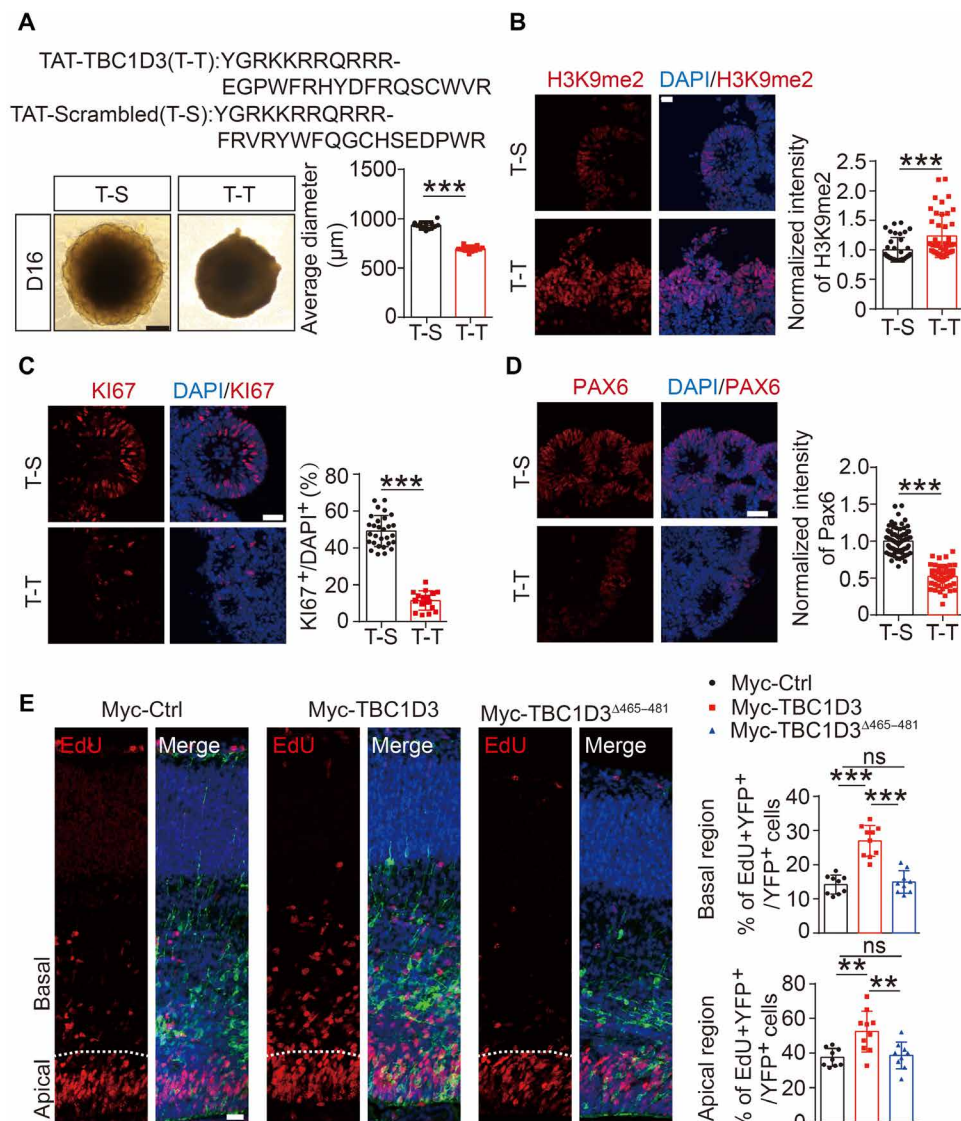 A
TAT-TBC1D3(T-T):YGRKKRRQRRR-
EGPWFRHYDFRQSCWVR
TAT-Scrambled(T-S):YGRKKRRQRRR-
FRVRYWFQGCHSEDPWR
T-S
T-T
D16
Average diameter
(μm)
1500
1000
500
0
***
T-S
T-T
B
H3K9me2
DAPI/H3K9me2
T-S
T-T
Normalized intensity
of H3K9me2
2.5
2.0
1.5
1.0
0.5
0
***
T-S
T-T
C
KI67
DAPI/KI67
T-S
T-T
KI67+/DAPI+ (%)
80
60
40
20
0
***
T-S
T-T
D
PAX6
DAPI/PAX6
T-S
T-T
Normalized intensity
of Pax6
2.0
1.5
1.0
0.5
0
***
T-S
T-T
E
Myc-Ctrl
Myc-TBC1D3
Myc-TBC1D3Δ465–481
EdU
Merge
EdU
Merge
EdU
Merge
Basal
Apical
Myc-Ctrl
Myc-TBC1D3
Myc-TBC1D3Δ465–481
Basal region
% of EdU+YFP+
/YFP+ cells
40
30
20
10
0
ns
***
***
Apical region
% of EdU+YFP+
/YFP+ cells
80
60
40
20
0
ns
**
**